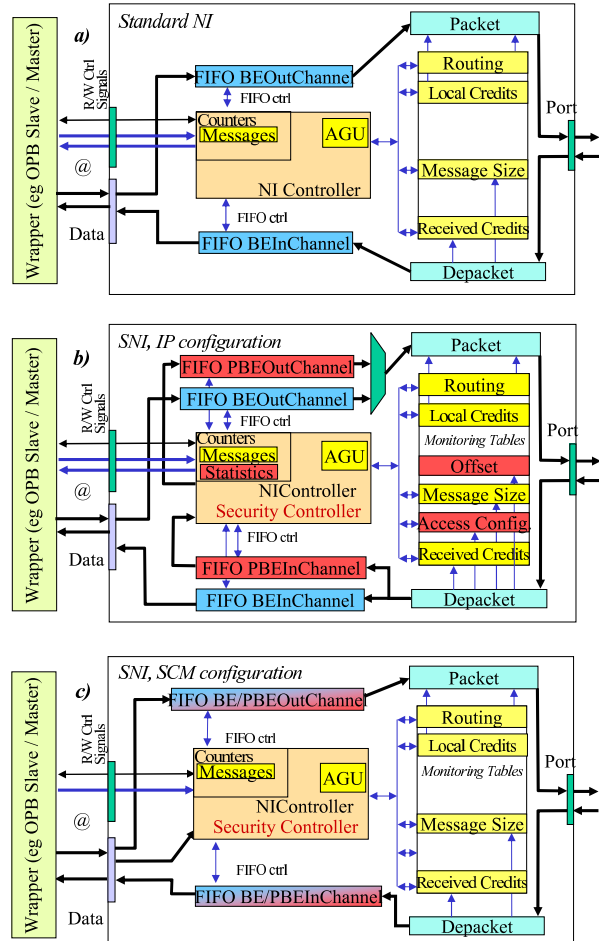 Standard NI
a)
Wrapper (eg OPB Slave / Master)
R/W Ctrl
Signals
@
Data
FIFO BEOutChannel
FIFO ctrl
Counters
Messages
AGU
NI Controller
FIFO ctrl
FIFO BEInChannel
Packet
Routing
Local Credits
Message Size
Received Credits
Depacket
Port
SNI, IP configuration
b)
Wrapper (eg OPB Slave / Master)
R/W Ctrl
Signals
@
Data
FIFO PBEOutChannel
FIFO BEOutChannel
FIFO ctrl
Counters
Messages
Statistics
AGU
NIController
Security Controller
FIFO ctrl
FIFO PBEInChannel
FIFO BEInChannel
Packet
Routing
Local Credits
Monitoring Tables
Offset
Message Size
Access Config.
Received Credits
Depacket
Port
SNI, SCM configuration
c)
Wrapper (eg OPB Slave / Master)
R/W Ctrl
Signals
@
Data
FIFO BE/PBEOutChannel
FIFO ctrl
Counters
Messages
AGU
NIController
Security Controller
FIFO ctrl
FIFO BE/PBEInChannel
Packet
Routing
Local Credits
Monitoring Tables
Message Size
Received Credits
Depacket
Port